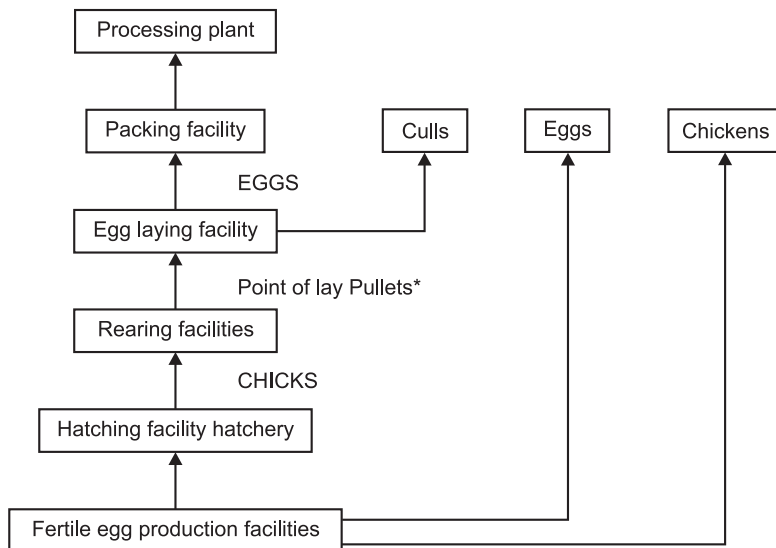 Processing plant
Packing facility
Culls
Eggs
Chickens
EGGS
Egg laying facility
Point of lay Pullets*
Rearing facilities
CHICKS
Hatching facility hatchery
Fertile egg production facilities